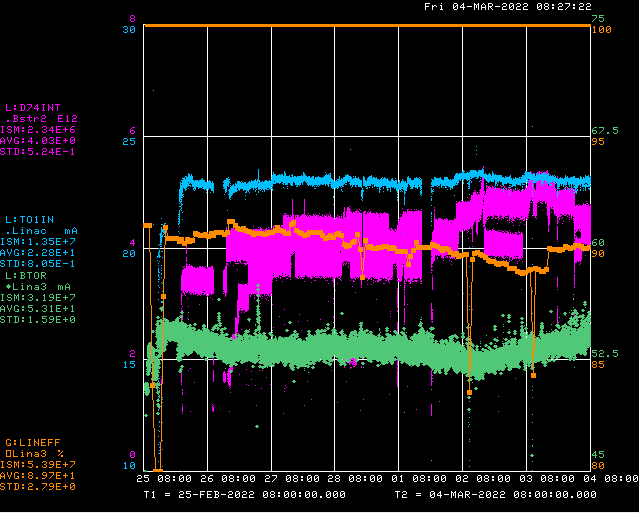 Fri 04-MAR-2022 08:27:22
8 75
30 100
6 67.5
25 95
L:D74INT
.Bstr2 E12
ISM:2.34E+6
AVG:4.03E+0
STD:5.24E-1
L:TO1IN
.Linac mA
ISM:1.35E+7
AVG:2.28E+1
STD:8.05E-1
4 60
20 90
L:BTOR
Lina3 mA
ISM:3.19E+7
AVG:5.31E+1
STD:1.59E+0
2 52.5
15 85
G:LINEFF
Lina3 %
ISM:5.39E+7
AVG:8.97E+1
STD:2.79E+0
0 45
10 80
25 08:00 26 08:00 27 08:00 28 08:00 01 08:00 02 08:00 03 08:00 04 08:00
T1 = 25-FEB-2022 08:00:00.000 T2 = 04-MAR-2022 08:00:00.000